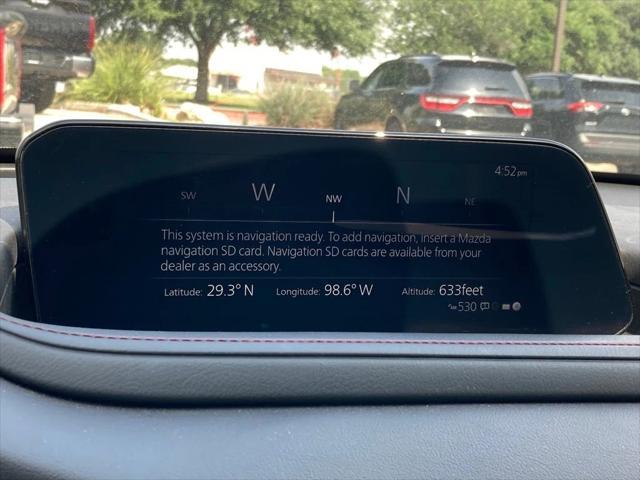 4:52pm
SW W NW N NE
This system is navigation ready. To add navigation, insert a Mazda
navigation SD card. Navigation SD cards are available from your
dealer as an accessory.
Latitude: 29.3° N Longitude: 98.6° W Altitude: 633feet
530